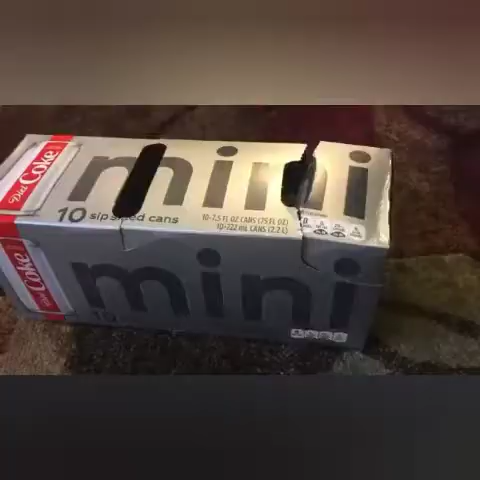 Diet Coke
mini
10 sip sized cans
10-7.5 FL OZ CANS (75 FL OZ)
10-222 mL CANS (2.2 L)
Coke
mini